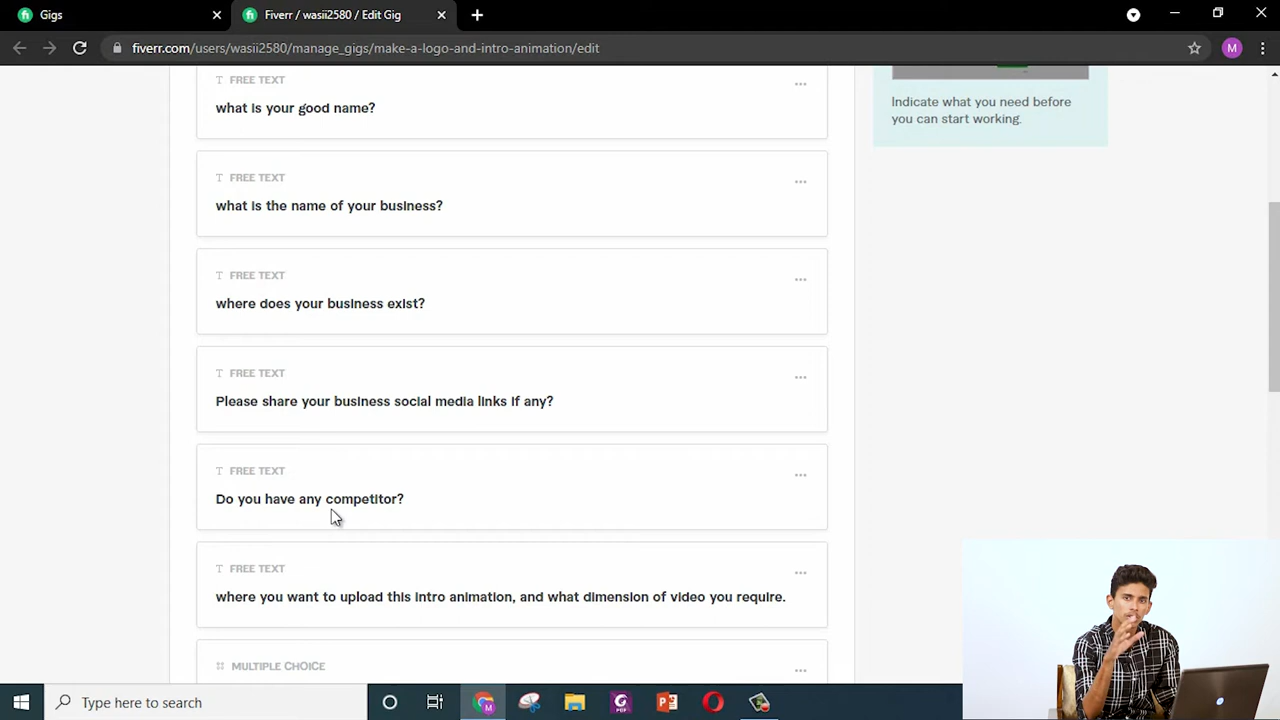 Gigs
Fiverr / wasii2580 / Edit Gig
fiverr.com/users/wasii2580/manage_gigs/make-a-logo-and-intro-animation/edit
M
T FREE TEXT
what is your good name?
Indicate what you need before
you can start working.
T FREE TEXT
what is the name of your business?
T FREE TEXT
where does your business exist?
T FREE TEXT
Please share your business social media links if any?
T FREE TEXT
Do you have any competitor?
T FREE TEXT
where you want to upload this intro animation, and what dimension of video you require.
MULTIPLE CHOICE
Type here to search